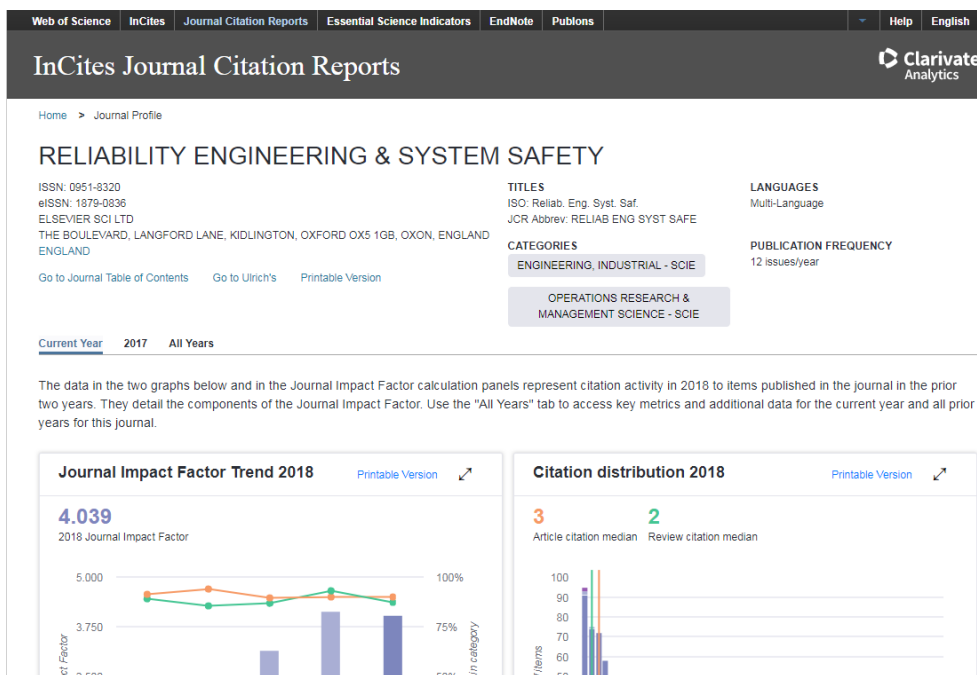 Web of Science InCites Journal Citation Reports Essential Science Indicators EndNote Publons Help English
InCites Journal Citation Reports
Clarivate
Analytics
Home > Journal Profile
RELIABILITY ENGINEERING & SYSTEM SAFETY
ISSN: 0951-8320
eISSN: 1879-0836
ELSEVIER SCI LTD
THE BOULEVARD, LANGFORD LANE, KIDLINGTON, OXFORD OX5 1GB, OXON, ENGLAND
ENGLAND
Go to Journal Table of Contents Go to Ulrich's Printable Version
TITLES
ISO: Reliab. Eng. Syst. Saf.
JCR Abbrev: RELIAB ENG SYST SAFE
CATEGORIES
ENGINEERING, INDUSTRIAL - SCIE
OPERATIONS RESEARCH &
MANAGEMENT SCIENCE - SCIE
LANGUAGES
Multi-Language
PUBLICATION FREQUENCY
12 issues/year
Current Year 2017 All Years
The data in the two graphs below and in the Journal Impact Factor calculation panels represent citation activity in 2018 to items published in the journal in the prior
two years. They detail the components of the Journal Impact Factor. Use the "All Years" tab to access key metrics and additional data for the current year and all prior
years for this journal.
Journal Impact Factor Trend 2018 Printable Version
4.039
2018 Journal Impact Factor
5.000 100%
3.750 75%
Factor
in category
Citation distribution 2018 Printable Version
3 2
Article citation median Review citation median
100
90
80
70
60
items